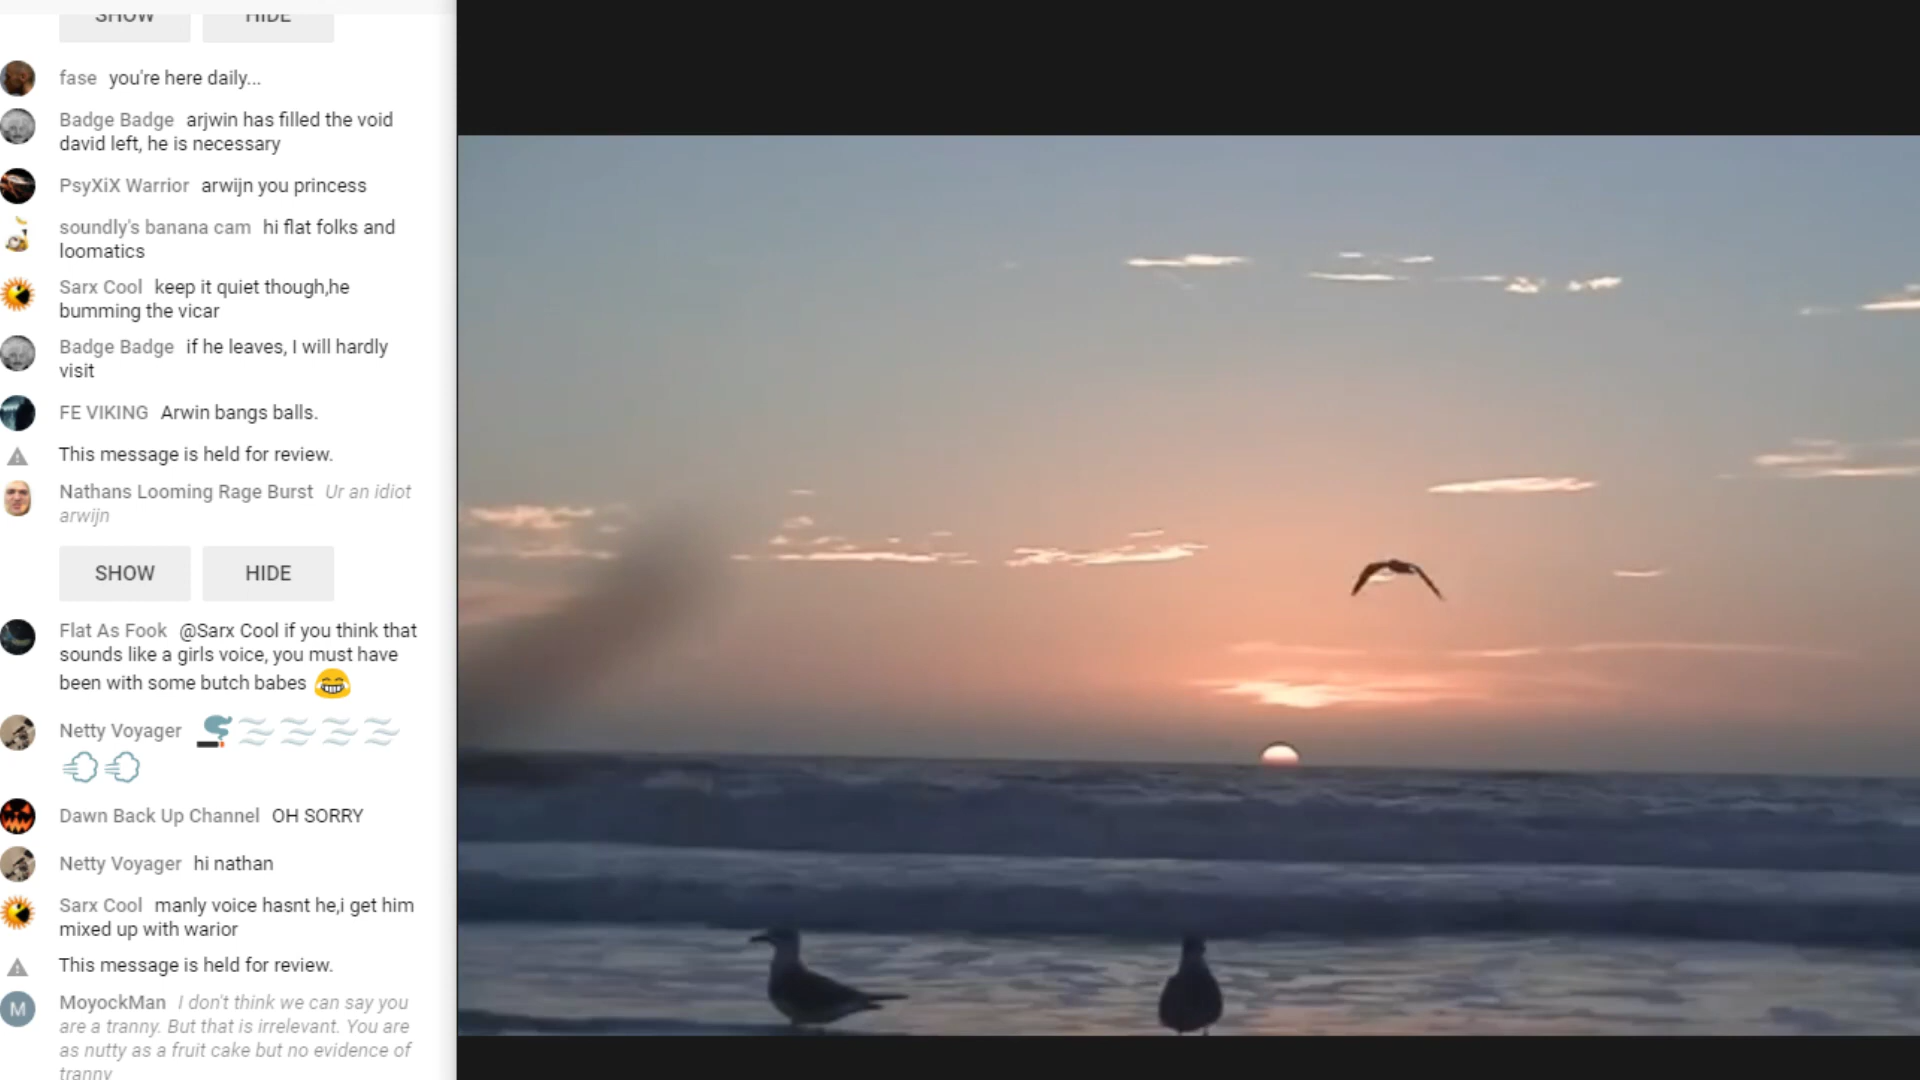 SHOW HIDE
fase you're here daily...
Badge Badge arjwin has filled the void
david left, he is necessary
PsyXiX Warrior arwijn you princess
soundly's banana cam hi flat folks and
loomatics
Sarx Cool keep it quiet though,he
bumming the vicar
Badge Badge if he leaves, I will hardly
visit
FE VIKING Arwin bangs balls.
This message is held for review.
Nathans Looming Rage Burst Ur an idiot
arwijn
SHOW HIDE
Flat As Fook @Sarx Cool if you think that
sounds like a girls voice, you must have
been with some butch babes
Netty Voyager
Dawn Back Up Channel OH SORRY
Netty Voyager hi nathan
Sarx Cool manly voice hasnt he,i get him
mixed up with warior
This message is held for review.
M MoyockMan I don't think we can say you
are a tranny. But that is irrelevant. You are
as nutty as a fruit cake but no evidence of
tranny